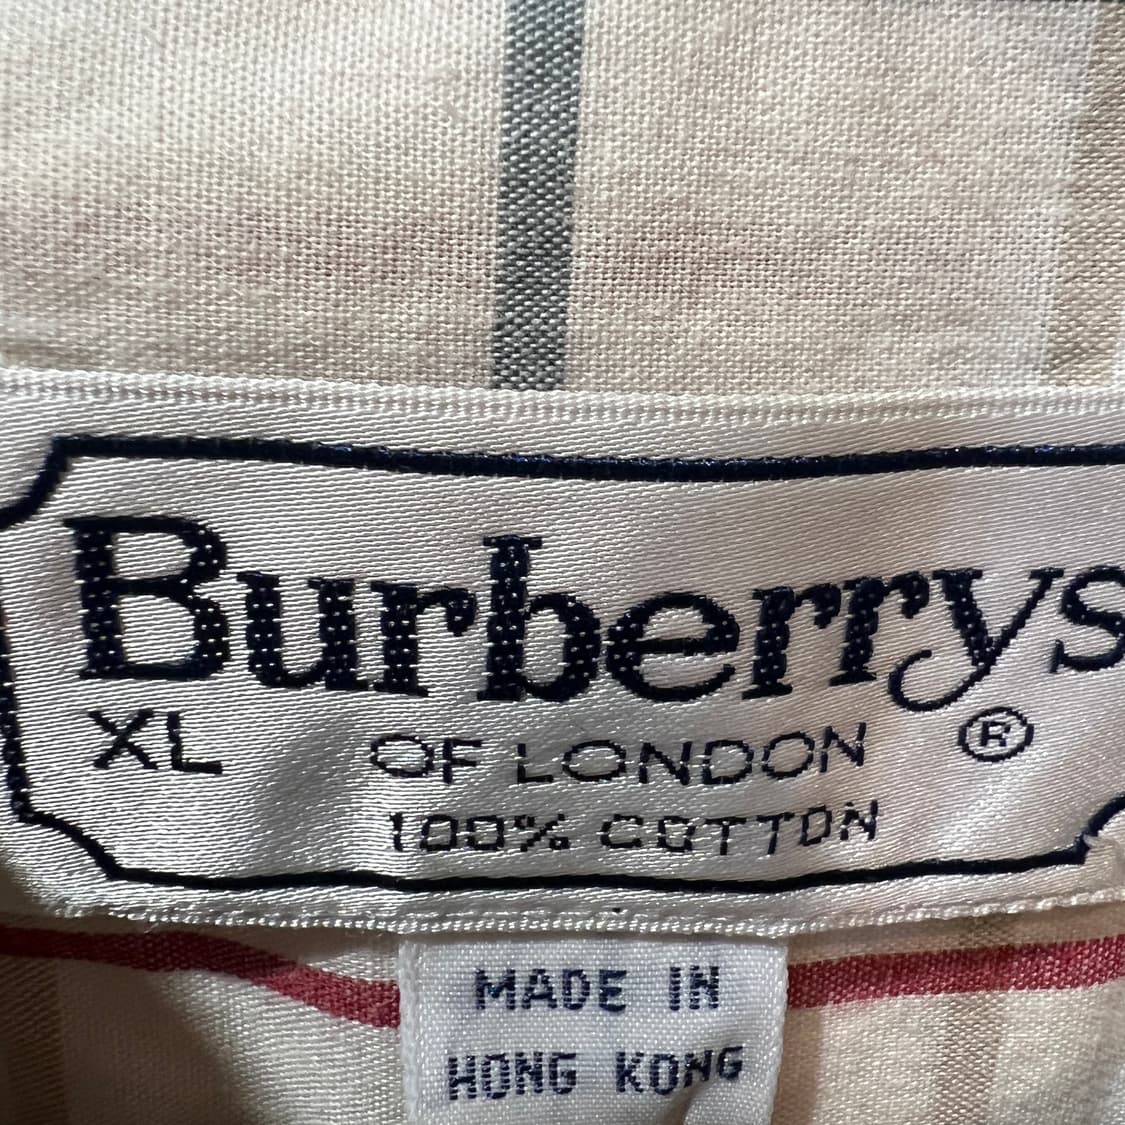 Burberrys
XL
OF LONDON ®
100% COTTON
MADE IN
HONG KONG